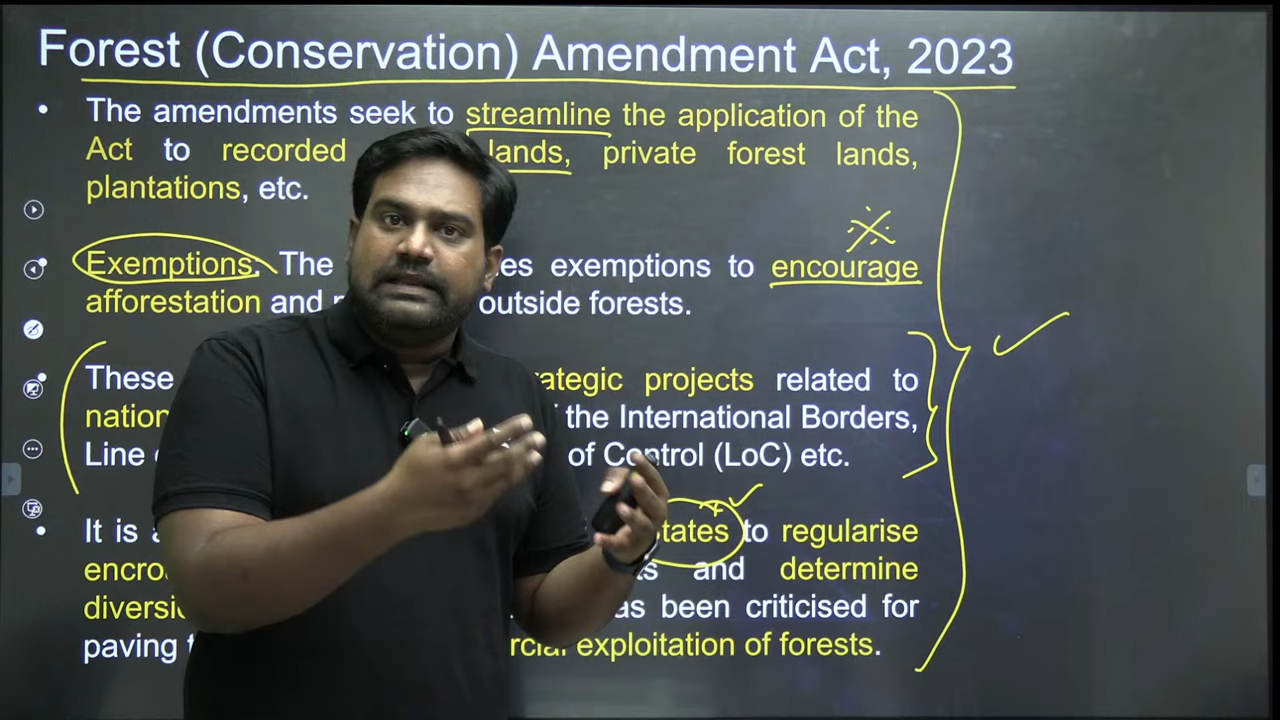 Forest (Conservation) Amendment Act, 2023
• The amendments seek to streamline the application of the
Act to recorded lands, private forest lands,
plantations, etc.
Exemptions: The es exemptions to encourage
afforestation and outside forests.
These rategic projects related to
nation the International Borders,
Line of Control (LoC) etc.
• It is States to regularise
encro and determine
diversi as been criticised for
paving rcial exploitation of forests.